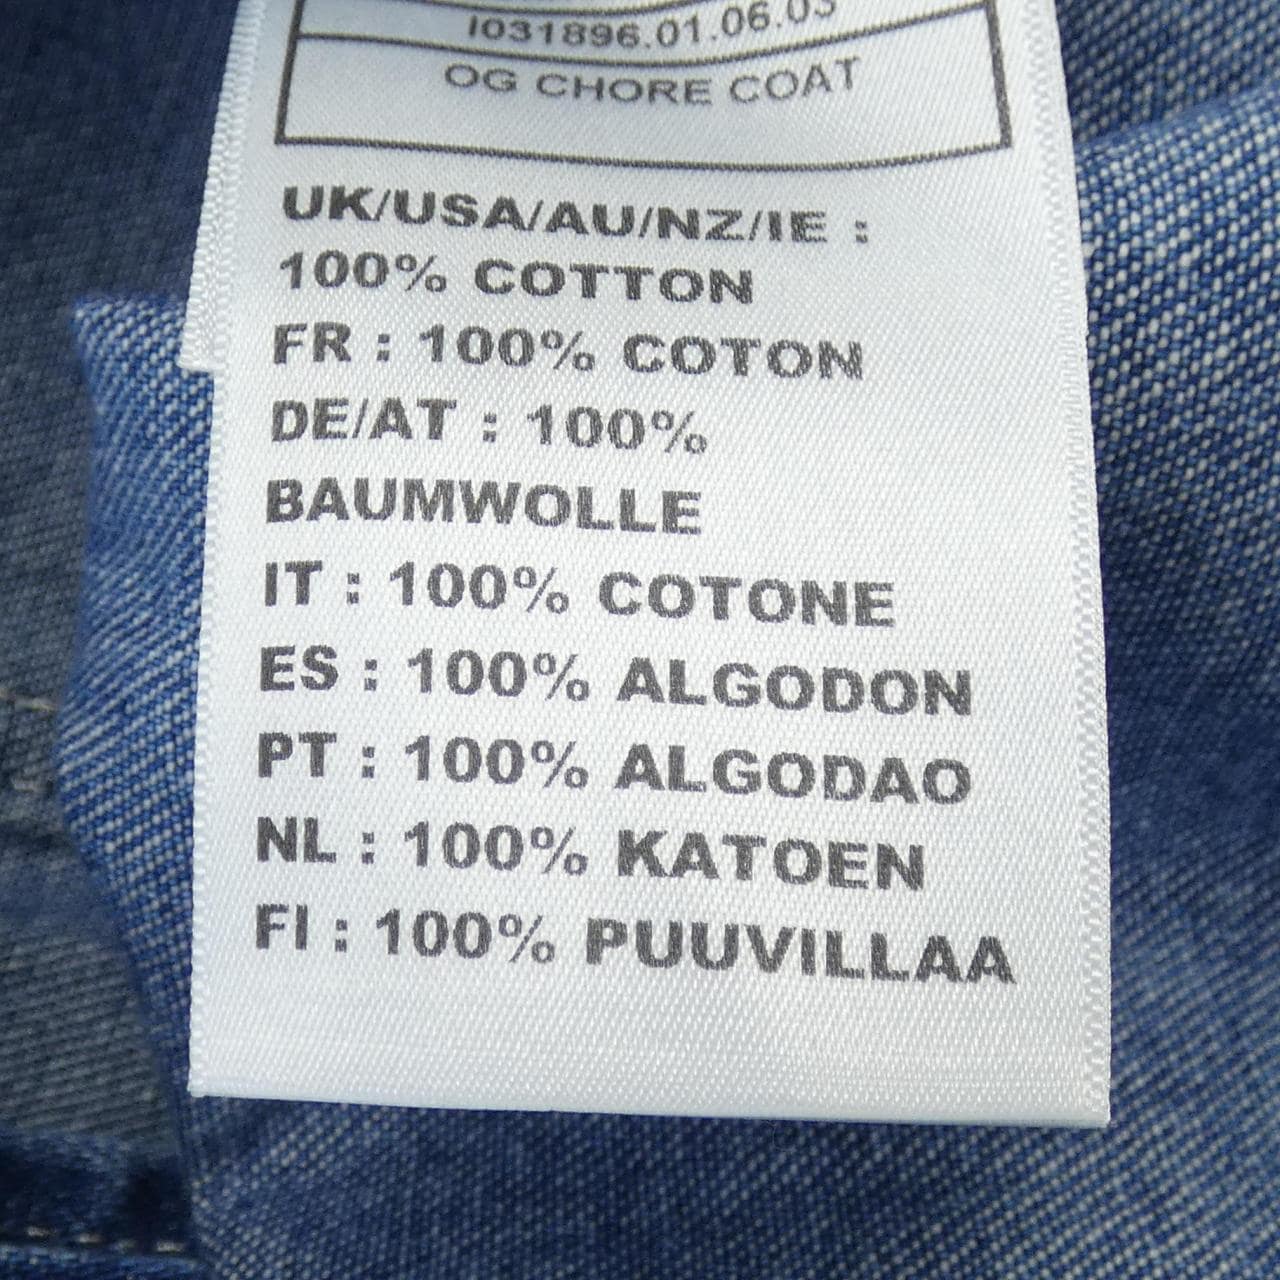 I031896.01.06.03
OG CHORE COAT
UK/USA/AU/NZ/IE :
100% COTTON
FR : 100% COTON
DE/AT : 100%
BAUMWOLLE
IT : 100% COTONE
ES : 100% ALGODON
PT : 100% ALGODAO
NL : 100% KATOEN
FI : 100% PUUVILLAA